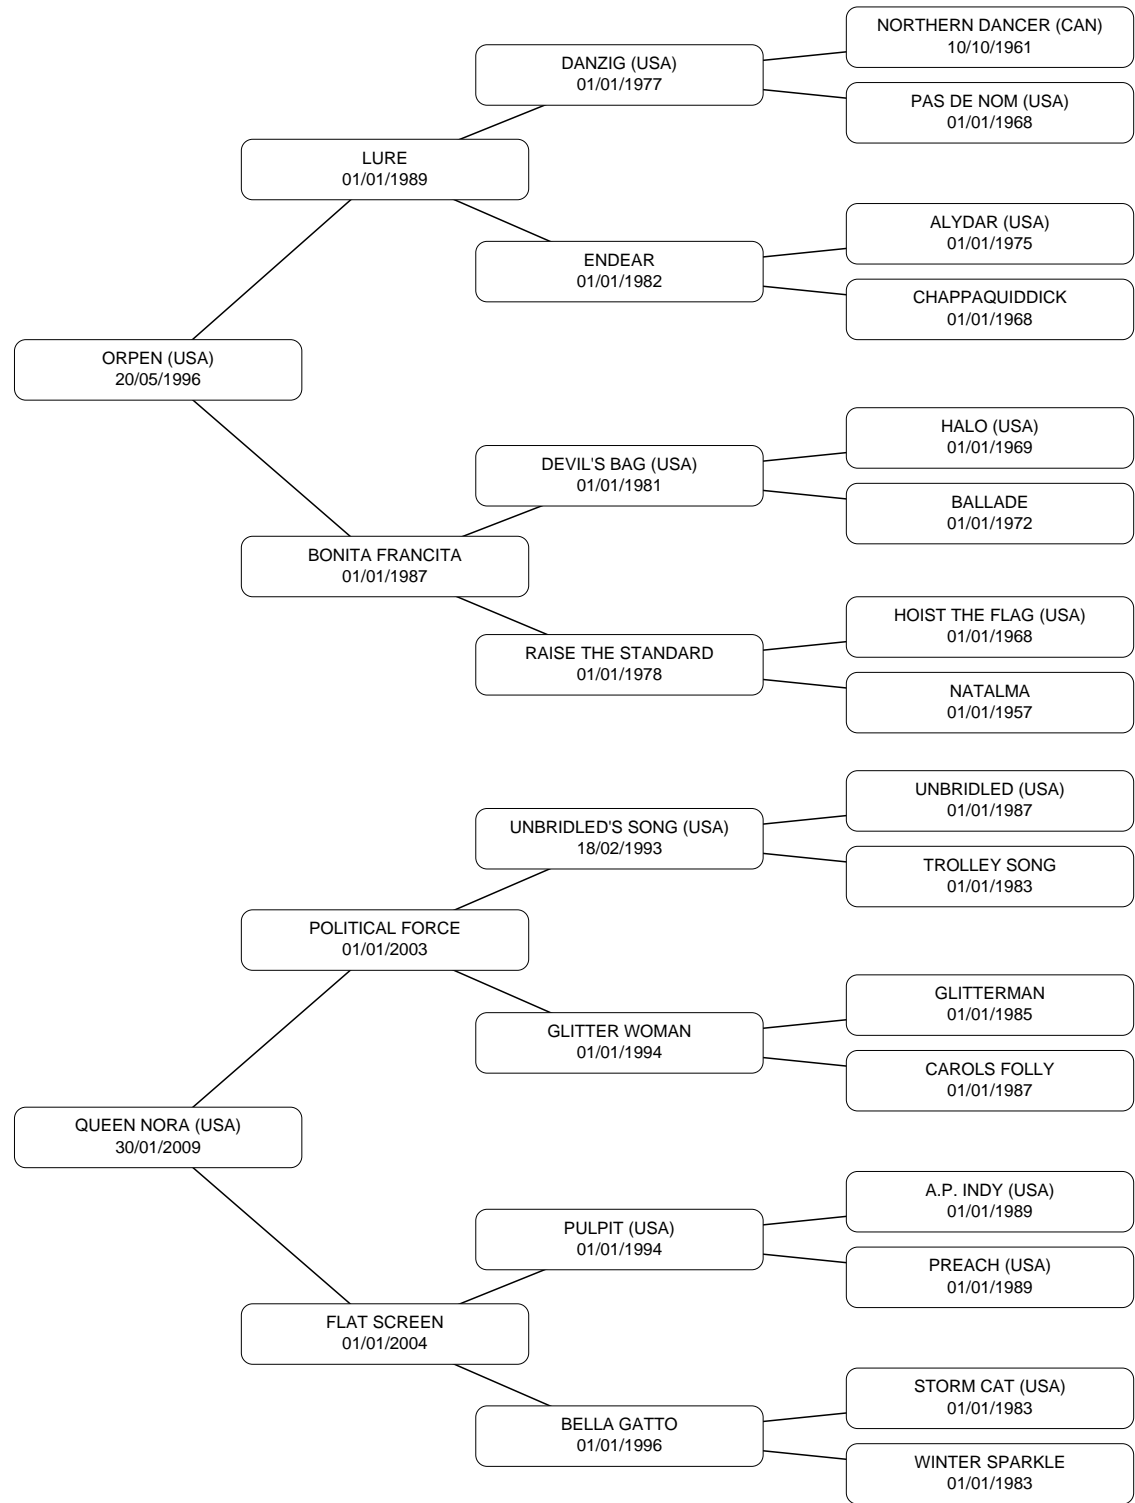 NORTHERN DANCER (CAN)
10/10/1961
DANZIG (USA)
01/01/1977
PAS DE NOM (USA)
01/01/1968
LURE
01/01/1989
ALYDAR (USA)
01/01/1975
ENDEAR
01/01/1982
CHAPPAQUIDDICK
01/01/1968
ORPEN (USA)
20/05/1996
HALO (USA)
01/01/1969
DEVIL'S BAG (USA)
01/01/1981
BALLADE
01/01/1972
BONITA FRANCITA
01/01/1987
HOIST THE FLAG (USA)
01/01/1968
RAISE THE STANDARD
01/01/1978
NATALMA
01/01/1957
UNBRIDLED (USA)
01/01/1987
UNBRIDLED'S SONG (USA)
18/02/1993
TROLLEY SONG
01/01/1983
POLITICAL FORCE
01/01/2003
GLITTERMAN
01/01/1985
GLITTER WOMAN
01/01/1994
CAROLS FOLLY
01/01/1987
QUEEN NORA (USA)
30/01/2009
A.P. INDY (USA)
01/01/1989
PULPIT (USA)
01/01/1994
PREACH (USA)
01/01/1989
FLAT SCREEN
01/01/2004
STORM CAT (USA)
01/01/1983
BELLA GATTO
01/01/1996
WINTER SPARKLE
01/01/1983